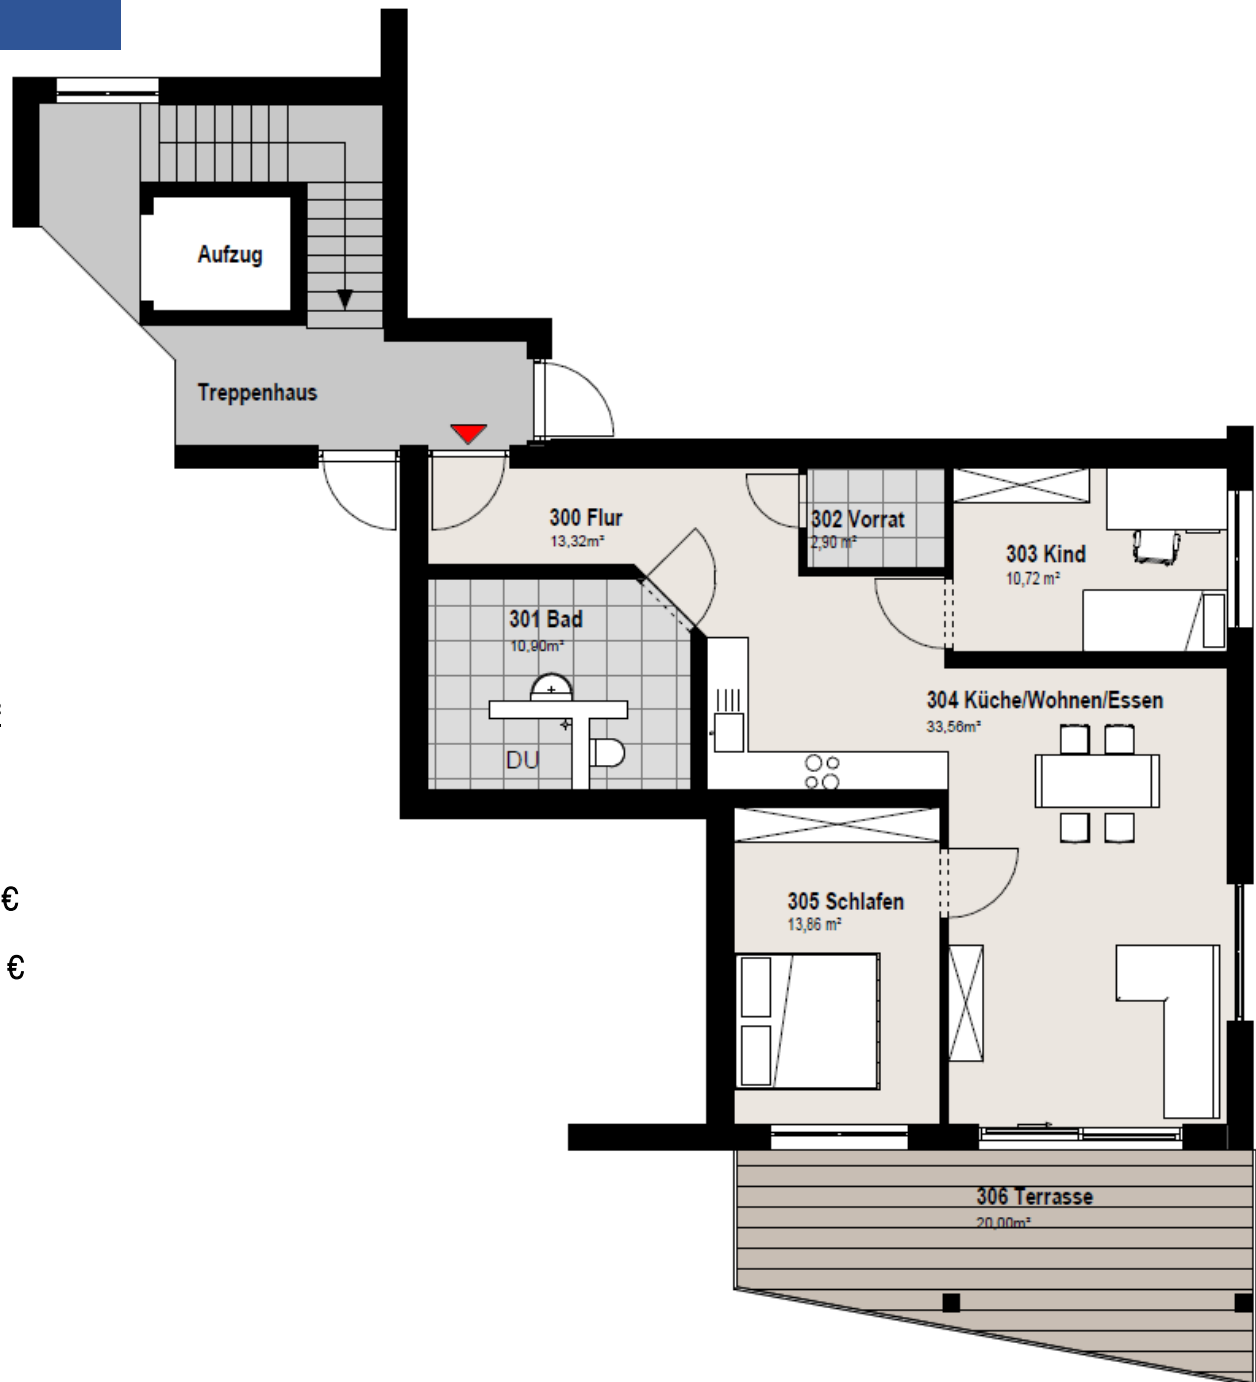 Aufzug
Treppenhaus
300 Flur
13,32m²
302 Vorrat
2,90 m²
303 Kind
10,72 m²
301 Bad
10,90m²
DU
304 Küche/Wohnen/Essen
33,56m²
€
305 Schlafen
13,86 m²
€
306 Terrasse
20,00m²